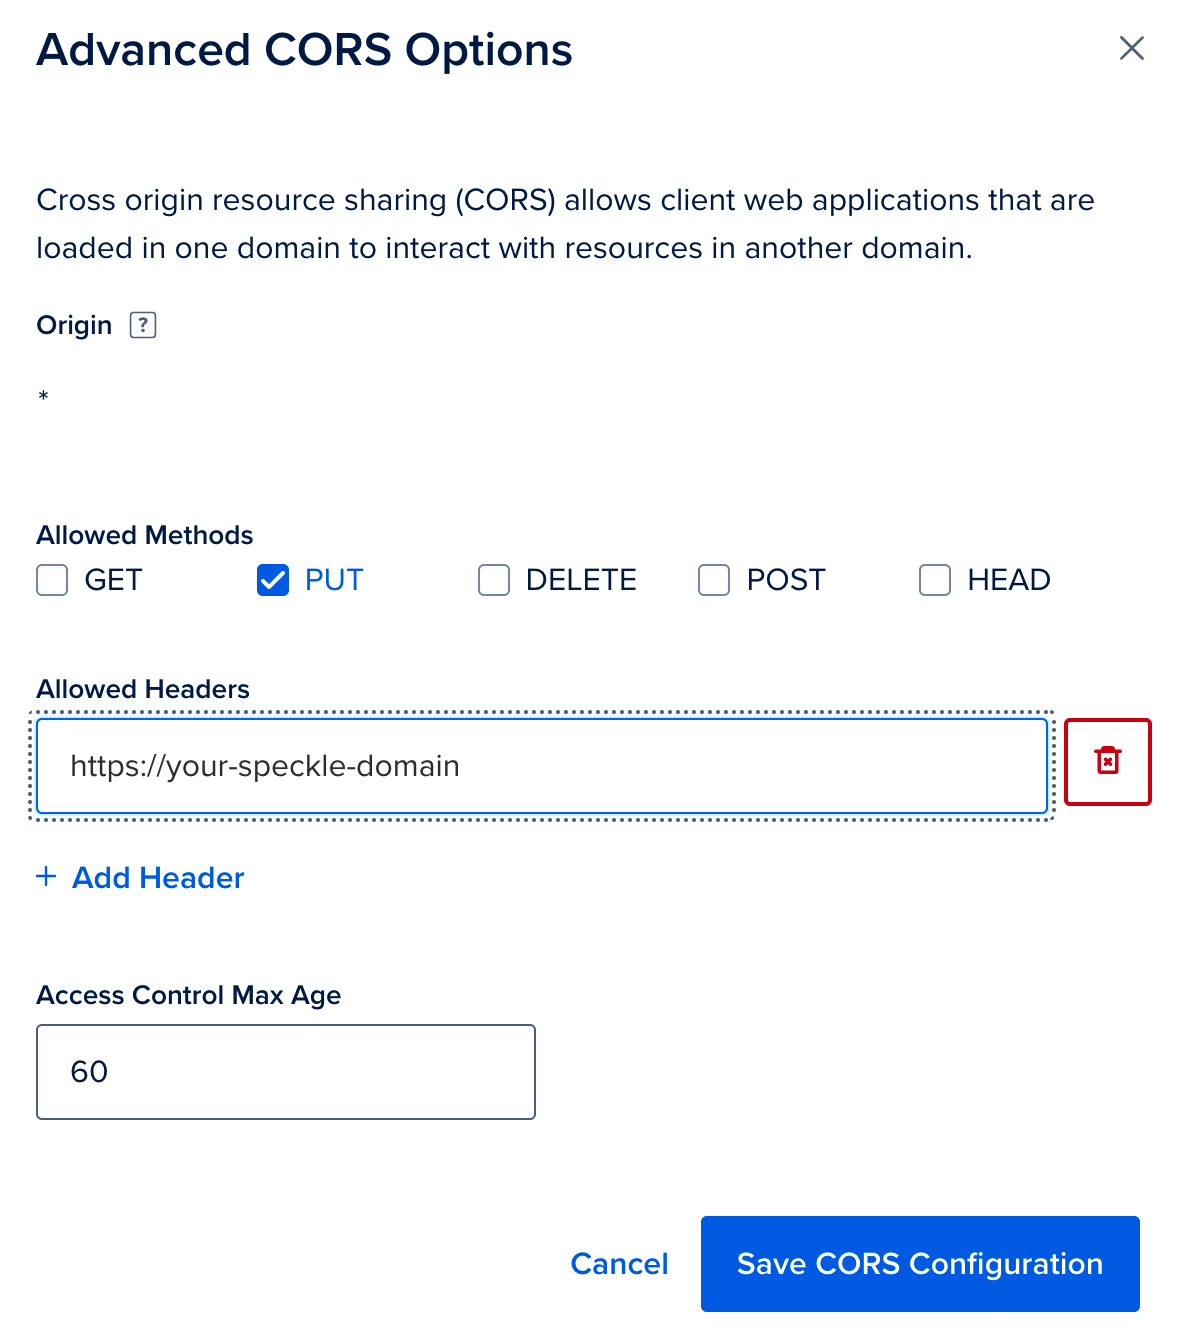 Advanced CORS Options
Cross origin resource sharing (CORS) allows client web applications that are
loaded in one domain to interact with resources in another domain.
Origin ?
*
Allowed Methods
GET PUT DELETE POST HEAD
Allowed Headers
https://your-speckle-domain
+ Add Header
Access Control Max Age
60
Cancel Save CORS Configuration